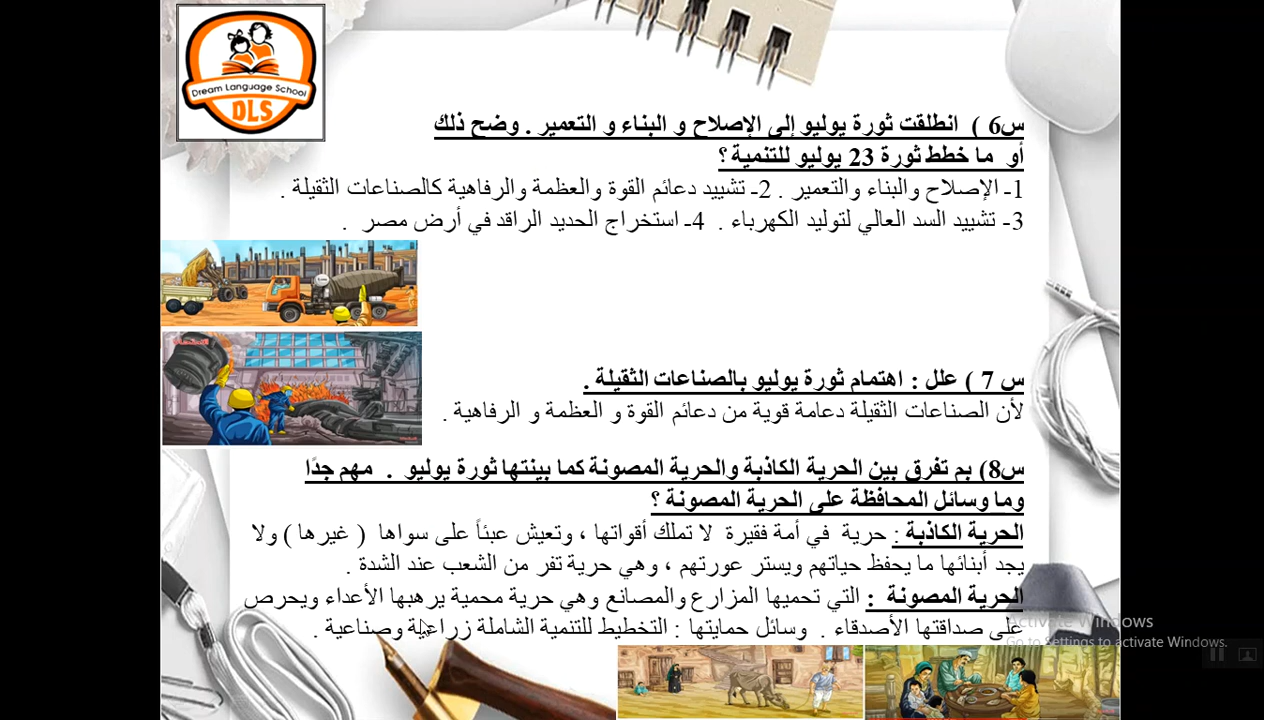 Dream Language School
DLS
س6 ) انطلقت ثورة يوليو إلى الإصلاح و البناء و التعمير . وضح ذلك
أو ما خطط ثورة 23 يوليو للتنمية ؟
1- الإصلاح والبناء والتعمير . 2- تشييد دعائم القوة والعظمة والرفاهية كالصناعات الثقيلة .
3- تشييد السد العالي لتوليد الكهرباء . 4- استخراج الحديد الراقد في أرض مصر .
س 7 ) علل : اهتمام ثورة يوليو بالصناعات الثقيلة .
لأن الصناعات الثقيلة دعامة قوية من دعائم القوة و العظمة و الرفاهية .
س8) بم تفرق بين الحرية الكاذبة والحرية المصونة كما بينتها ثورة يوليو . مهم جدًا
وما وسائل المحافظة على الحرية المصونة ؟
الحرية الكاذبة : حرية في أمة فقيرة لا تملك أقواتها ، وتعيش عبئاً على سواها ( غيرها ) ولا
يجد أبنائها ما يحفظ حياتهم ويستر عورتهم ، وهي حرية تفر من الشعب عند الشدة .
الحرية المصونة : التي تحميها المزارع والمصانع وهي حرية محمية يرهبها الأعداء ويحرص
على صداقتها الأصدقاء . وسائل حمايتها : التخطيط للتنمية الشاملة زراعية وصناعية .
Activate Windows
Go to Settings to activate Windows.